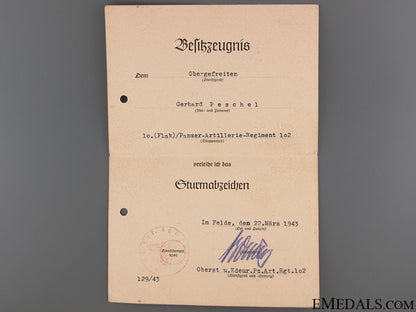 Besitzzeugnis
Dem
Obergefreiten
(Dienstgrad)
Gerhard Peschel
(Vor- und Zuname)
10.(Flak)/Panzer-Artillerie-Regiment 102
(Truppenteil)
verleihe ich das
Sturmabzeichen
Im Felde, den 22.März 1943
(Ort und Datum)
Oberst u.Kdeur.Pz.Art.Rgt.102
(Dienstgrad und -stellung)
129/43
EMEDALS.COM